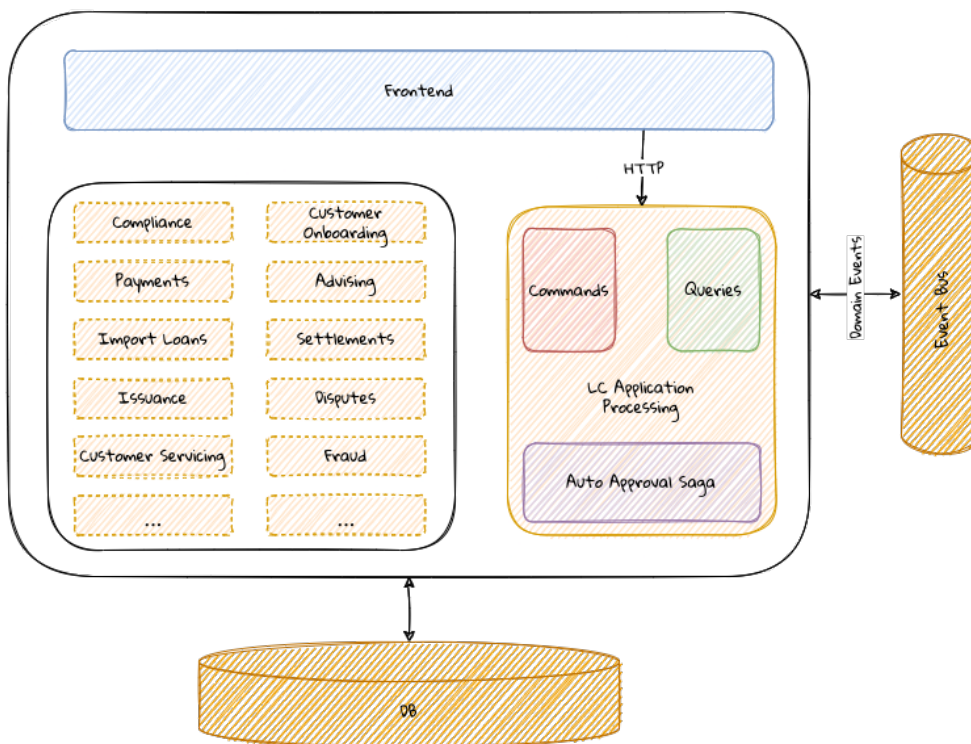 Frontend
HTTP
Compliance
Customer
Onboarding
Payments
Advising
Import Loans
Settlements
Issuance
Disputes
Customer Servicing
Fraud
...
...
Commands
Queries
LC Application
Processing
Auto Approval Saga
Domain Events
Event Bus
DB